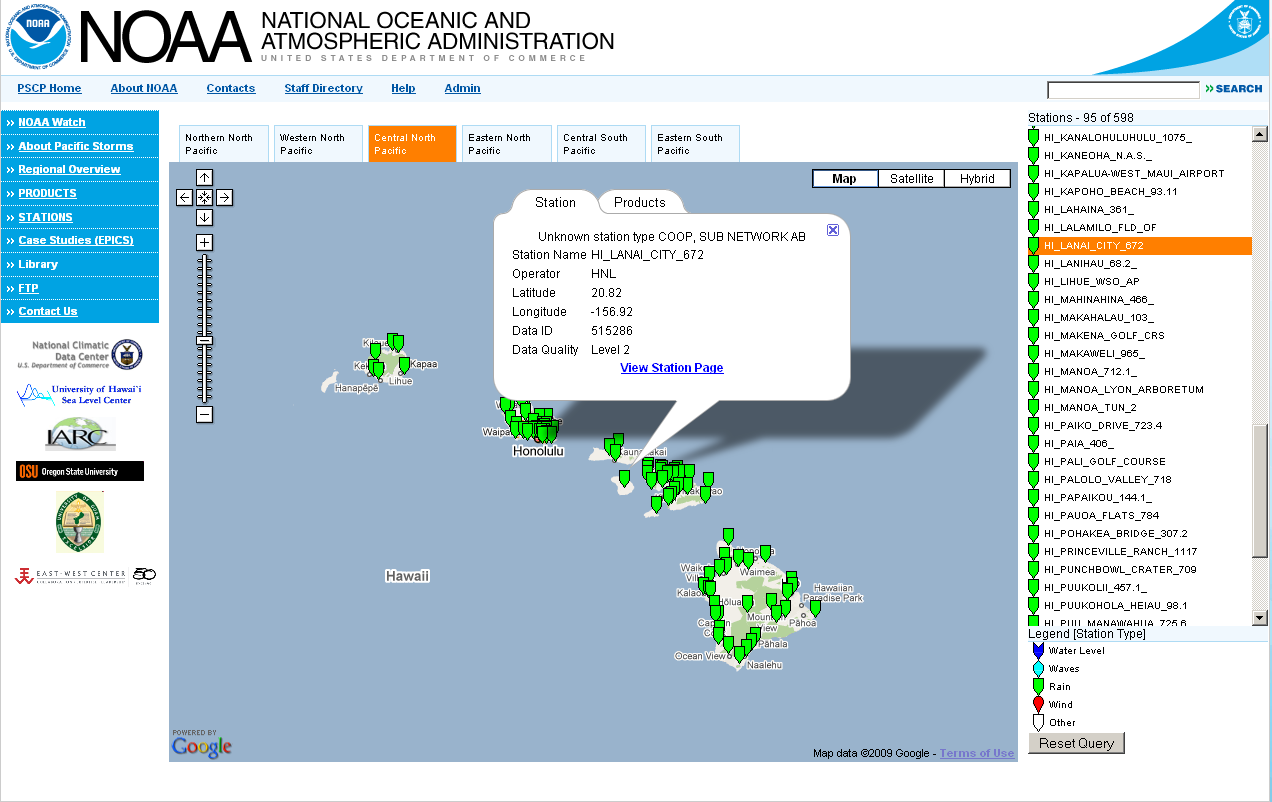 NOAA
NATIONAL OCEANIC AND
ATMOSPHERIC ADMINISTRATION
UNITED STATES DEPARTMENT OF COMMERCE
PSCP Home
About NOAA
Contacts
Staff Directory
Help
Admin
SEARCH
›› NOAA Watch
›› About Pacific Storms
›› Regional Overview
›› PRODUCTS
›› STATIONS
›› Case Studies (EPICS)
›› Library
›› FTP
›› Contact Us
National Climatic
Data Center
U.S. Department of Commerce
University of Hawai'i
Sea Level Center
IARC
OSU Oregon State University
EAST-WEST CENTER
50
Northern North
Pacific
Western North
Pacific
Central North
Pacific
Eastern North
Pacific
Central South
Pacific
Eastern South
Pacific
Map
Satellite
Hybrid
Station
Products
Unknown station type COOP, SUB NETWORK AB
Station Name HI_LANAI_CITY_672
Operator HNL
Latitude 20.82
Longitude -156.92
Data ID 515286
Data Quality Level 2
View Station Page
Kapaa
Lihue
Hanapēpē
Honolulu
Hawaii
Waimea
Hawaiian
Paradise Park
Pāhoa
View
Pāhala
Ocean View
Naalehu
POWERED BY
Google
Map data ©2009 Google - Terms of Use
Stations - 95 of 598
HI_KANALOHULUHULU_1075_
HI_KANEOHA_N.A.S._
HI_KAPALUA-WEST_MAUI_AIRPORT
HI_KAPOHO_BEACH_93.11
HI_LAHAINA_361_
HI_LALAMILO_FLD_OF
HI_LANAI_CITY_672
HI_LANIHAU_68.2_
HI_LIHUE_WSO_AP
HI_MAHINAHINA_466_
HI_MAKAHALAU_103_
HI_MAKENA_GOLF_CRS
HI_MAKAWELI_965_
HI_MANOA_712.1_
HI_MANOA_LYON_ARBORETUM
HI_MANOA_TUN_2
HI_PAIKO_DRIVE_723.4
HI_PAIA_406_
HI_PALI_GOLF_COURSE
HI_PALOLO_VALLEY_718
HI_PAPAIKOU_144.1_
HI_PAUOA_FLATS_784
HI_POHAKEA_BRIDGE_307.2
HI_PRINCEVILLE_RANCH_1117
HI_PUNCHBOWL_CRATER_709
HI_PUUKOLII_457.1_
HI_PUUKOHOLA_HEIAU_98.1
HI_PUU_MANAWAHUA_725.6
Legend [Station Type]
Water Level
Waves
Rain
Wind
Other
Reset Query